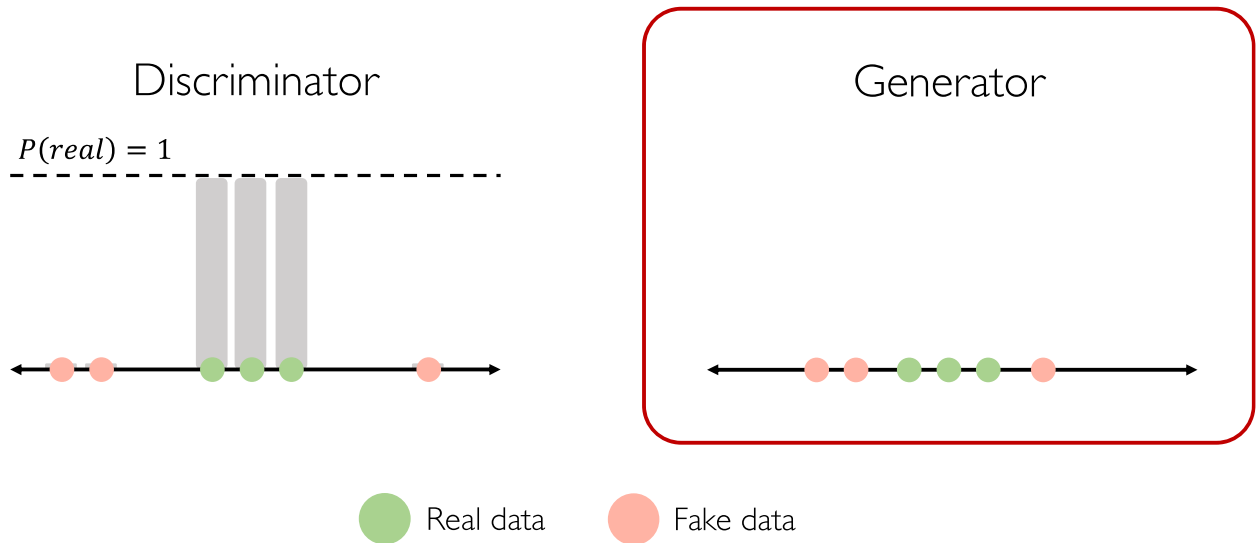 Discriminator
Generator
P(real) = 1
Real data
Fake data